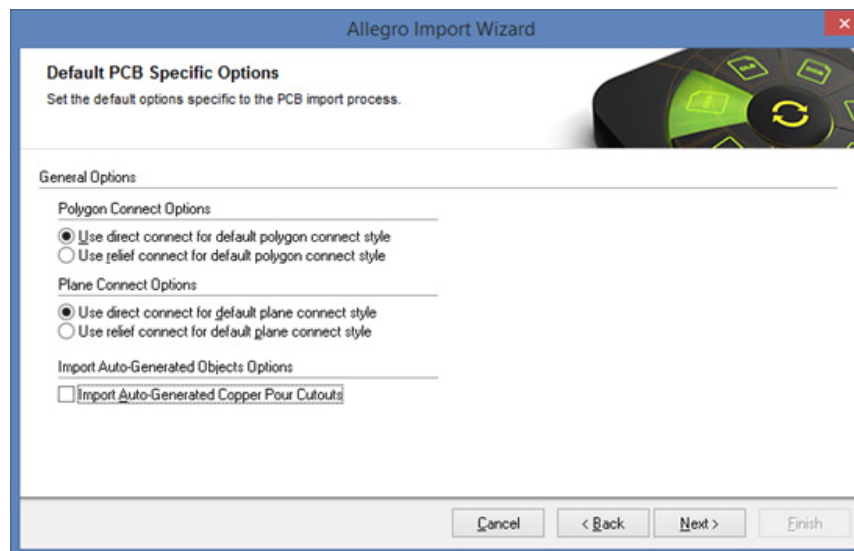 Allegro Import Wizard
Default PCB Specific Options
Set the default options specific to the PCB import process.
General Options
Polygon Connect Options
Use direct connect for default polygon connect style
Use relief connect for default polygon connect style
Plane Connect Options
Use direct connect for default plane connect style
Use relief connect for default plane connect style
Import Auto-Generated Objects Options
Import Auto-Generated Copper Pour Cutouts
Cancel
< Back
Next >
Finish